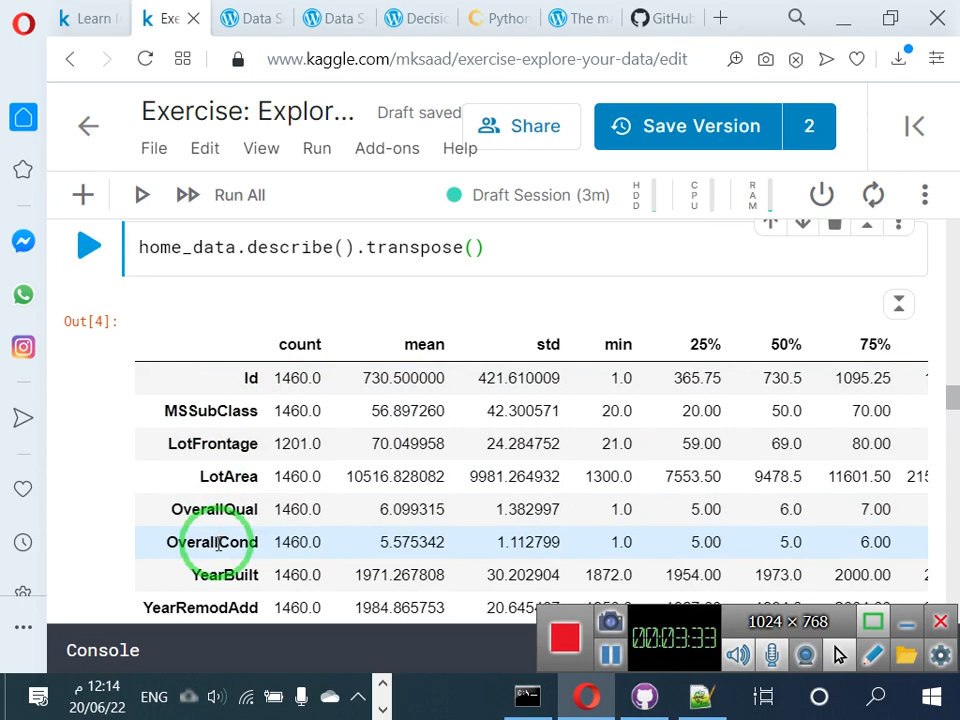 Learn I
Exe
Data S
Data S
Decisio
Python
The ma
GitHub
www.kaggle.com/mksaad/exercise-explore-your-data/edit
Exercise: Explor...
Draft saved
Share
Save Version
2
File
Edit
View
Run
Add-ons
Help
Run All
Draft Session (3m)
HDD
CPU
RAM
home_data.describe().transpose()
Out[4]:
count mean std min 25% 50% 75%
Id 1460.0 730.500000 421.610009 1.0 365.75 730.5 1095.25
MSSubClass 1460.0 56.897260 42.300571 20.0 20.00 50.0 70.00
LotFrontage 1201.0 70.049958 24.284752 21.0 59.00 69.0 80.00
LotArea 1460.0 10516.828082 9981.264932 1300.0 7553.50 9478.5 11601.50 215
OverallQual 1460.0 6.099315 1.382997 1.0 5.00 6.0 7.00
OverallCond 1460.0 5.575342 1.112799 1.0 5.00 5.0 6.00
YearBuilt 1460.0 1971.267808 30.202904 1872.0 1954.00 1973.0 2000.00 2
YearRemodAdd 1460.0 1984.865753
Console
00:03:33
1024 × 768
12:14 م
ENG
20/06/22